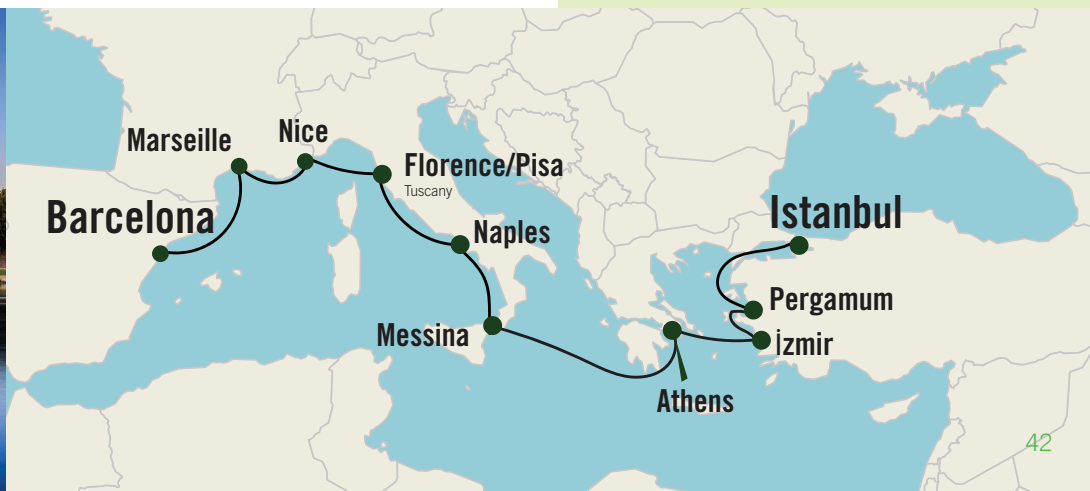 Marseille
Nice
Florence/Pisa
Tuscany
Barcelona
Naples
Istanbul
Pergamum
Messina
İzmir
Athens
42